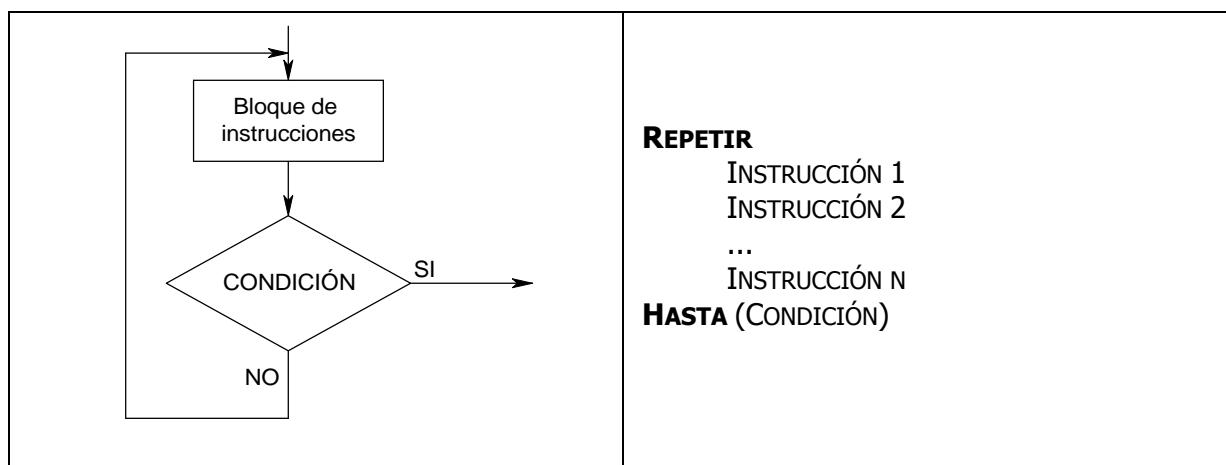 Bloque de
instrucciones
CONDICIÓN
SI
NO
REPETIR
INSTRUCCIÓN 1
INSTRUCCIÓN 2
...
INSTRUCCIÓN N
HASTA (CONDICIÓN)